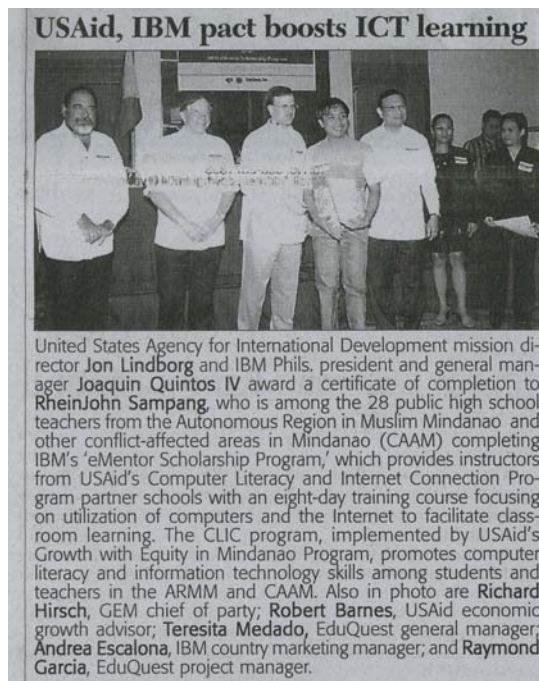 USAid, IBM pact boosts ICT learning
United States Agency for International Development mission di-
rector Jon Lindborg and IBM Phils. president and general man-
ager Joaquin Quintos IV award a certificate of completion to
RheinJohn Sampang, who is among the 28 public high school
teachers from the Autonomous Region in Muslim Mindanao and
other conflict-affected areas in Mindanao (CAAM) completing
IBM's 'eMentor Scholarship Program,' which provides instructors
from USAid's Computer Literacy and Internet Connection Pro-
gram partner schools with an eight-day training course focusing
on utilization of computers and the Internet to facilitate class-
room learning. The CLIC program, implemented by USAid's
Growth with Equity in Mindanao Program, promotes computer
literacy and information technology skills among students and
teachers in the ARMM and CAAM. Also in photo are Richard
Hirsch, GEM chief of party; Robert Barnes, USAid economic
growth advisor; Teresita Medado, EduQuest general manager;
Andrea Escalona, IBM country marketing manager; and Raymond
Garcia, EduQuest project manager.